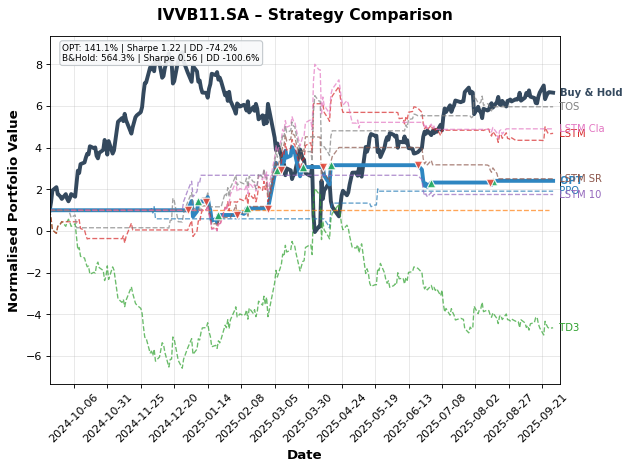 IVVB11.SA – Strategy Comparison
OPT: 141.1% | Sharpe 1.22 | DD -74.2%
B&Hold: 564.3% | Sharpe 0.56 | DD -100.6%
Normalised Portfolio Value
8
6
4
2
0
−2
−4
−6
Buy & Hold
TOS
LSTM Cla
LSTM
OPT
LSTM SR
PPO
LSTM 10
TD3
2024-10-06
2024-10-31
2024-11-25
2024-12-20
2025-01-14
2025-02-08
2025-03-05
2025-03-30
2025-04-24
2025-05-19
2025-06-13
2025-07-08
2025-08-02
2025-08-27
2025-09-21
Date